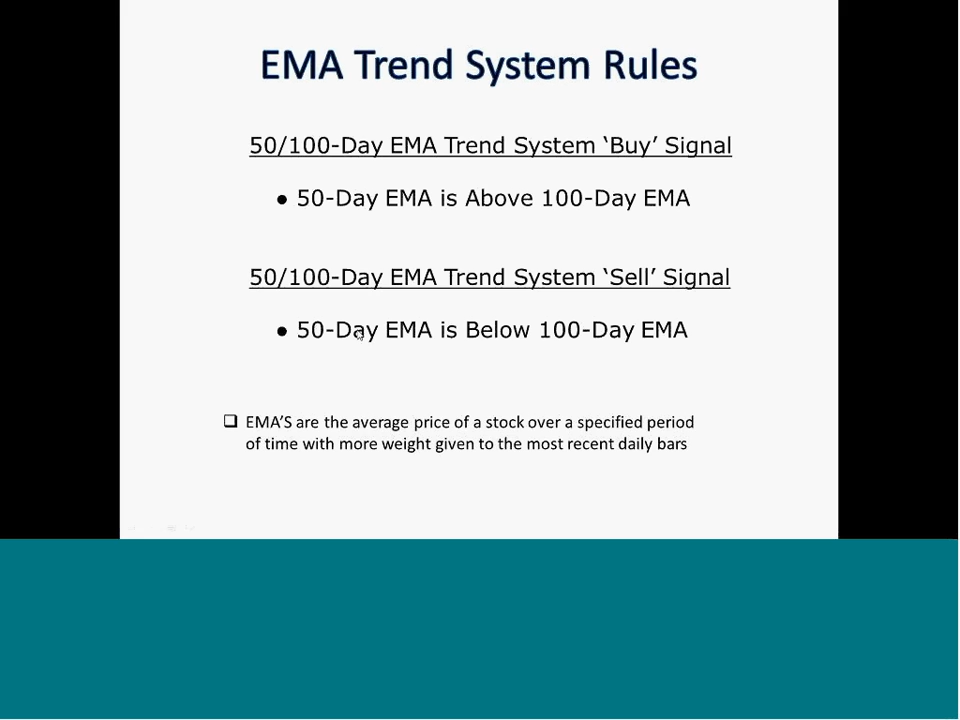 EMA Trend System Rules
50/100-Day EMA Trend System ‘Buy’ Signal
● 50-Day EMA is Above 100-Day EMA
50/100-Day EMA Trend System ‘Sell’ Signal
● 50-Day EMA is Below 100-Day EMA
❑ EMA’S are the average price of a stock over a specified period
of time with more weight given to the most recent daily bars